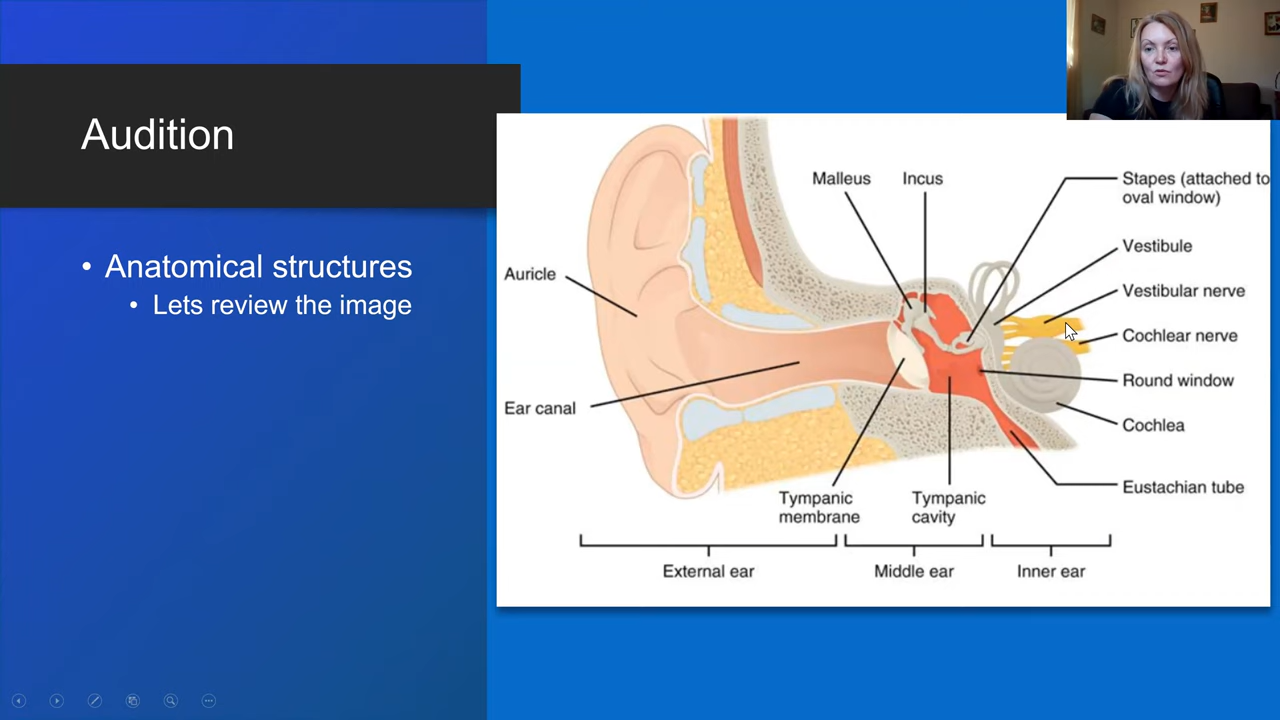 Audition
Anatomical structures
Lets review the image
Malleus
Incus
Stapes (attached to
oval window)
Vestibule
Vestibular nerve
Cochlear nerve
Round window
Cochlea
Eustachian tube
Auricle
Ear canal
Tympanic
membrane
Tympanic
cavity
External ear
Middle ear
Inner ear